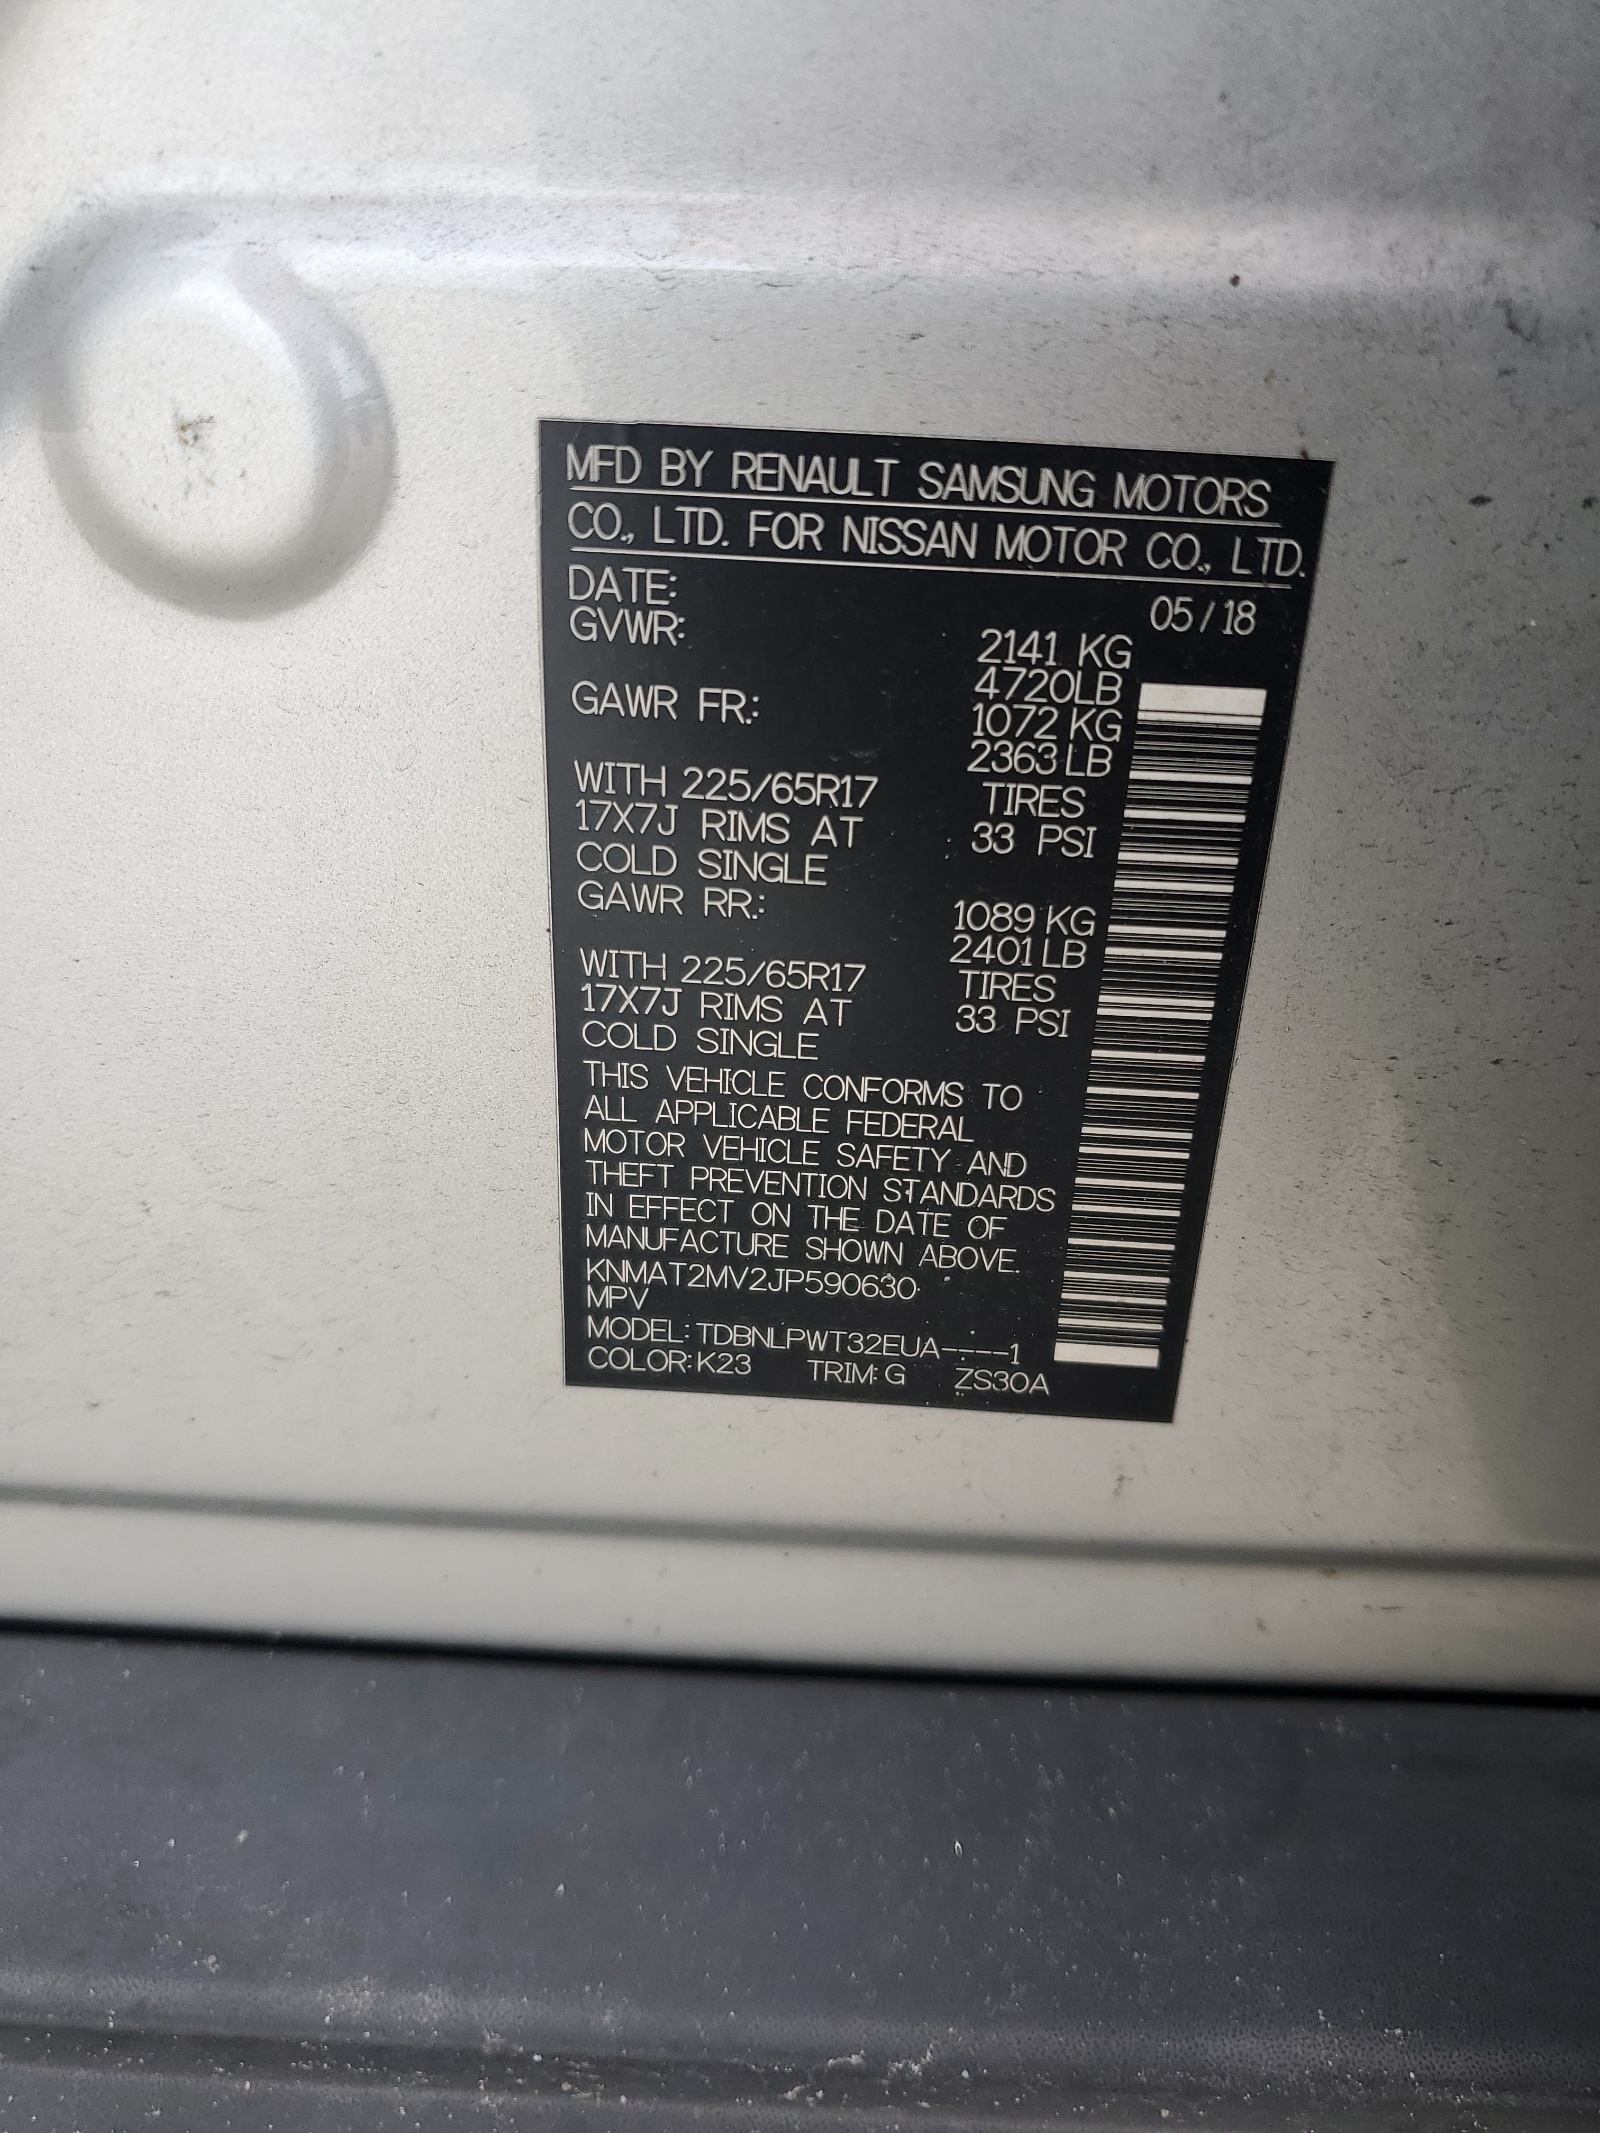 MFD BY RENAULT SAMSUNG MOTORS
CO., LTD. FOR NISSAN MOTOR CO., LTD.
DATE: 05/18
GVWR: 2141 KG
4720LB
GAWR FR.: 1072 KG
2363 LB
WITH 225/65R17 TIRES
17X7J RIMS AT 33 PSI
COLD SINGLE
GAWR RR.: 1089 KG
2401 LB
WITH 225/65R17 TIRES
17X7J RIMS AT 33 PSI
COLD SINGLE
THIS VEHICLE CONFORMS TO
ALL APPLICABLE FEDERAL
MOTOR VEHICLE SAFETY AND
THEFT PREVENTION STANDARDS
IN EFFECT ON THE DATE OF
MANUFACTURE SHOWN ABOVE.
KNMAT2MV2JP590630
MPV
MODEL: TDBNLPWT32EUA----1
COLOR: K23 TRIM: G ZS30A